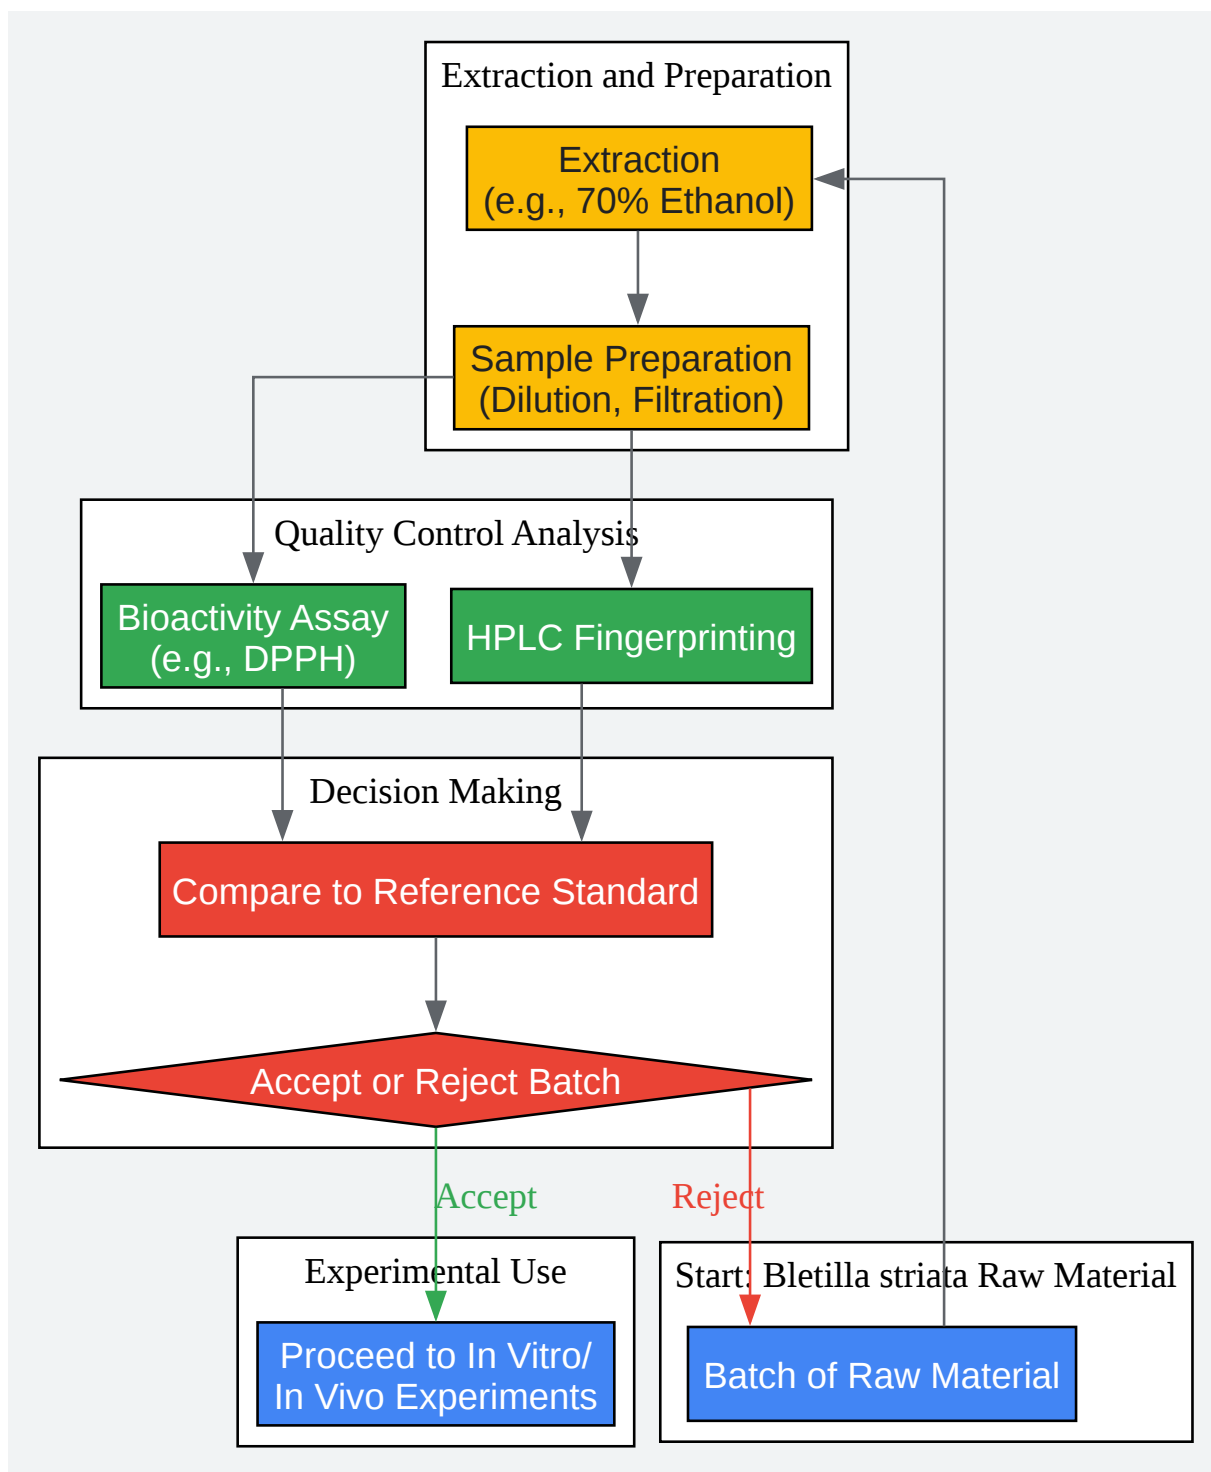 Extraction and Preparation
Extraction
(e.g., 70% Ethanol)
Sample Preparation
(Dilution, Filtration)
Quality Control Analysis
Bioactivity Assay
(e.g., DPPH)
HPLC Fingerprinting
Decision Making
Compare to Reference Standard
Accept or Reject Batch
Accept
Reject
Experimental Use
Proceed to In Vitro/
In Vivo Experiments
Start: Bletilla striata Raw Material
Batch of Raw Material